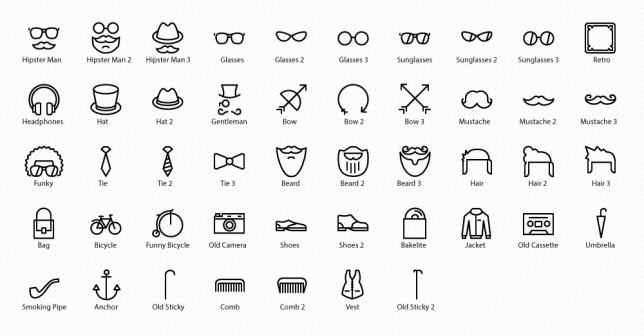 Hipster Man Hipster Man 2 Hipster Man 3 Glasses Glasses 2 Glasses 3 Sunglasses Sunglasses 2 Sunglasses 3 Retro
Headphones Hat Hat 2 Gentleman Bow Bow 2 Bow 3 Mustache Mustache 2 Mustache 3
Funky Tie Tie 2 Tie 3 Beard Beard 2 Beard 3 Hair Hair 2 Hair 3
Bag Bicycle Funny Bicycle Old Camera Shoes Shoes 2 Bakelite Jacket Old Cassette Umbrella
Smoking Pipe Anchor Old Sticky Comb Comb 2 Vest Old Sticky 2